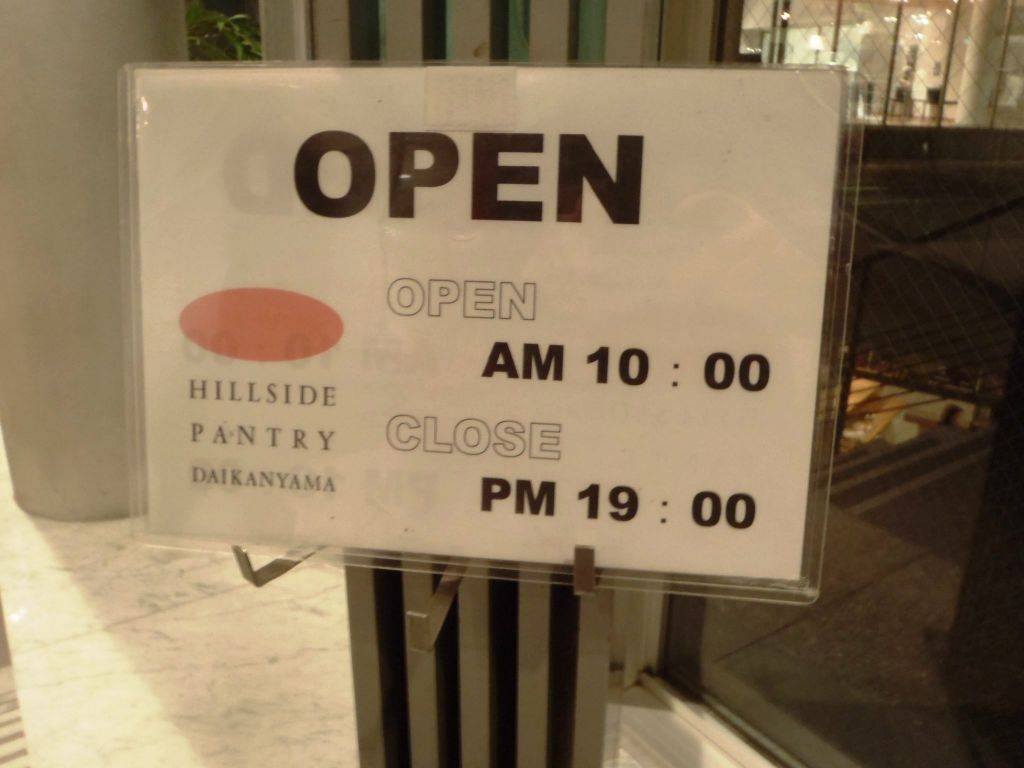 OPEN
OPEN
AM 10 : 00
CLOSE
PM 19 : 00
HILLSIDE
PANTRY
DAIKANYAMA